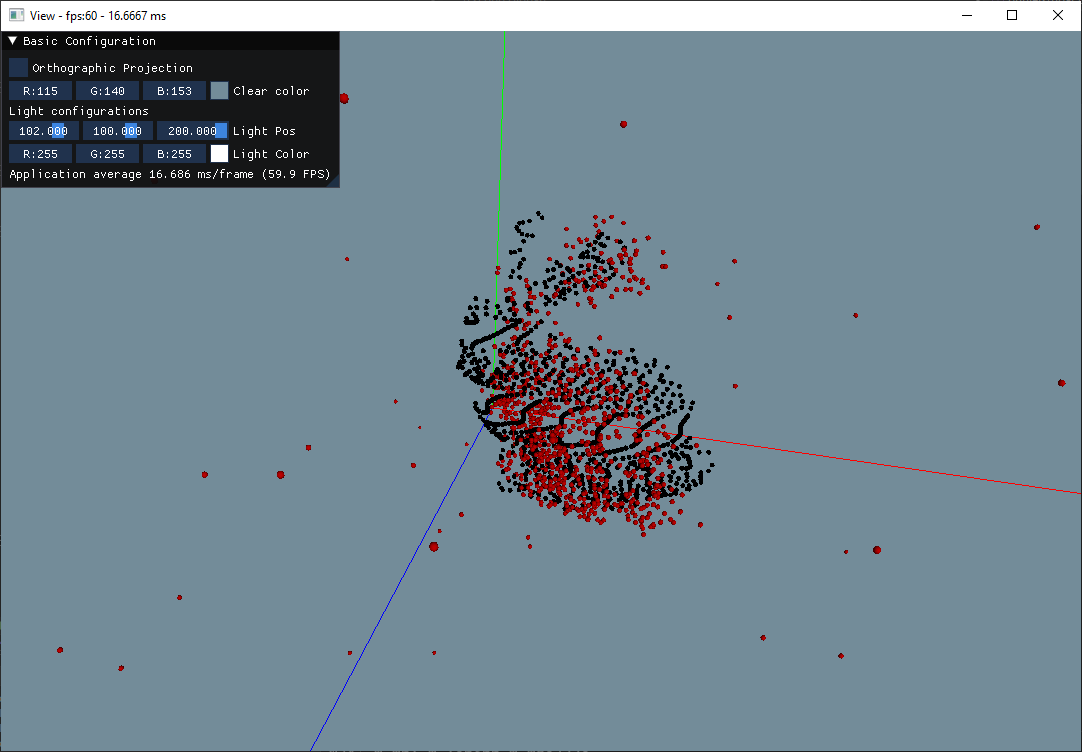 View - fps:60 - 16.6667 ms
Basic Configuration
Orthographic Projection
R:115 G:140 B:153 Clear color
Light configurations
102.000 100.000 200.000 Light Pos
R:255 G:255 B:255 Light Color
Application average 16.686 ms/frame (59.9 FPS)